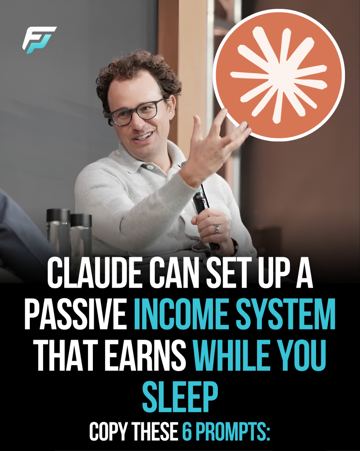 CLAUDE CAN SET UP A
PASSIVE INCOME SYSTEM
THAT EARNS WHILE YOU
SLEEP
COPY THESE 6 PROMPTS: